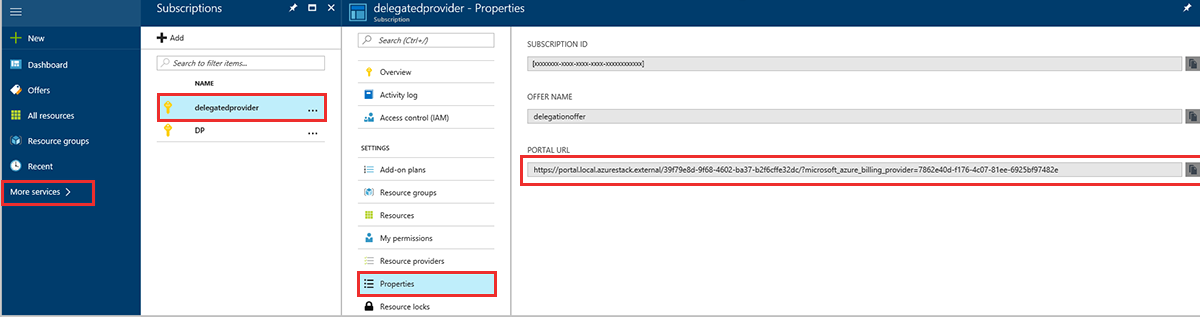 New
Dashboard
Offers
All resources
Resource groups
Recent
More services
Subscriptions
Add
Search to filter items...
NAME
delegatedprovider ...
DP ...
delegatedprovider - Properties
Subscription
Search (Ctrl+/)
Overview
Activity log
Access control (IAM)
SETTINGS
Add-on plans
Resource groups
Resources
My permissions
Resource providers
Properties
Resource locks
SUBSCRIPTION ID
[xxxxxxxx-xxxx-xxxx-xxxx-xxxxxxxxxxxx]
OFFER NAME
delegationoffer
PORTAL URL
https://portal.local.azurestack.external/39f79e8d-9f68-4602-ba37-b2f6cffe32dc/?microsoft_azure_billing_provider=7862e40d-f176-4c07-81ee-6925bf97482e